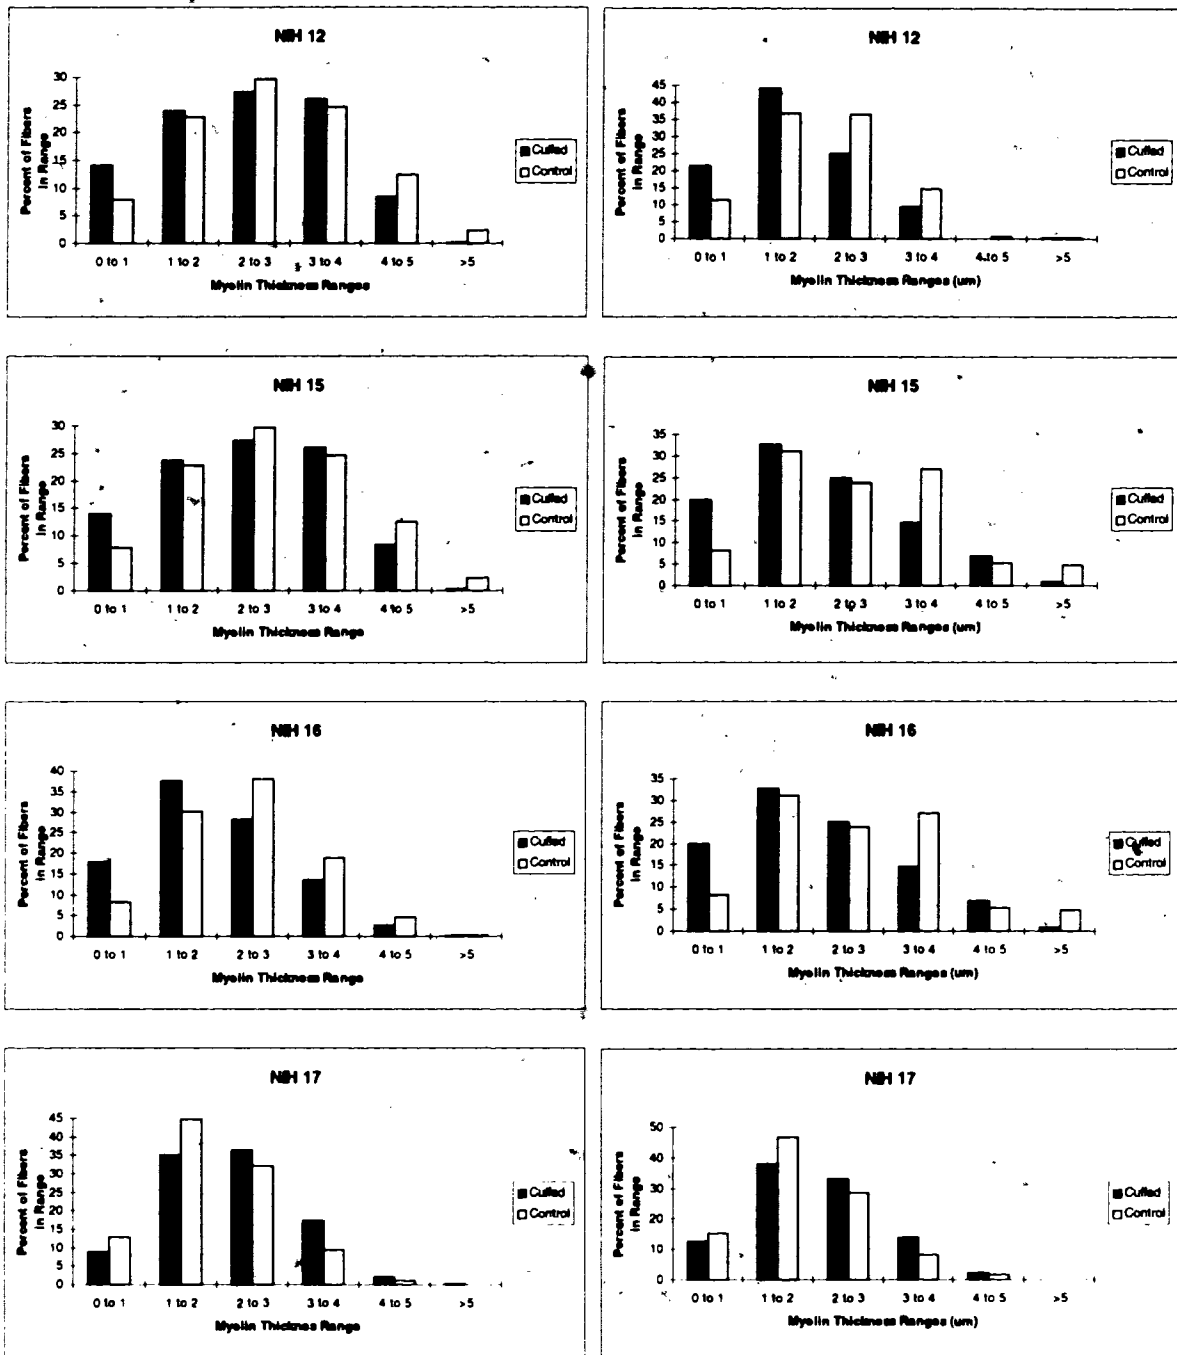 NIH 12
30
25
20
15
10
5
0
Percent of Fibers
in Range
0 to 1 1 to 2 2 to 3 3 to 4 4 to 5 >5
Myelin Thickness Ranges
Cuffed
Control
NIH 12
45
40
35
30
25
20
15
10
5
0
Percent of Fibers
in Range
0 to 1 1 to 2 2 to 3 3 to 4 4 to 5 >5
Myelin Thickness Ranges (um)
Cuffed
Control
NIH 15
30
25
20
15
10
5
0
Percent of Fibers
in Range
0 to 1 1 to 2 2 to 3 3 to 4 4 to 5 >5
Myelin Thickness Range
Cuffed
Control
NIH 15
35
30
25
20
15
10
5
0
Percent of Fibers
in Range
0 to 1 1 to 2 2 to 3 3 to 4 4 to 5 >5
Myelin Thickness Ranges (um)
Cuffed
Control
NIH 16
40
35
30
25
20
15
10
5
0
Percent of Fibers
in Range
0 to 1 1 to 2 2 to 3 3 to 4 4 to 5 >5
Myelin Thickness Range
Cuffed
Control
NIH 16
35
30
25
20
15
10
5
0
Percent of Fibers
in Range
0 to 1 1 to 2 2 to 3 3 to 4 4 to 5 >5
Myelin Thickness Ranges (um)
Cuffed
Control
NIH 17
45
40
35
30
25
20
15
10
5
0
Percent of Fibers
in Range
0 to 1 1 to 2 2 to 3 3 to 4 4 to 5 >5
Myelin Thickness Range
Cuffed
Control
NIH 17
50
40
30
20
10
0
Percent of Fibers
in Range
0 to 1 1 to 2 2 to 3 3 to 4 4 to 5 >5
Myelin Thickness Ranges (um)
Cuffed
Control